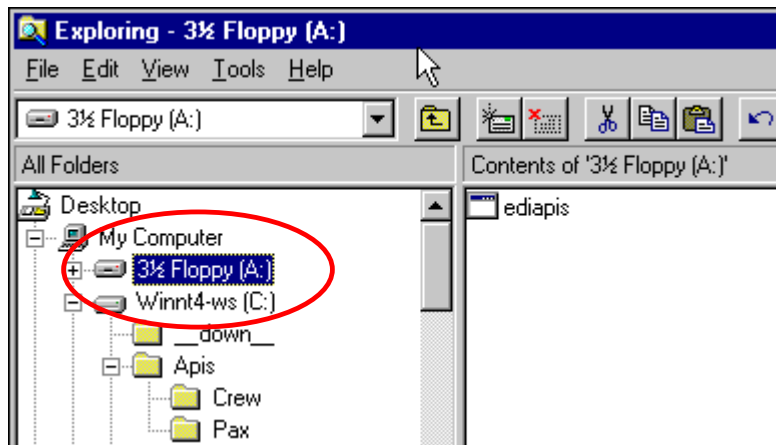 Exploring - 3½ Floppy (A:)
File Edit View Tools Help
3½ Floppy (A:)
All Folders
Contents of '3½ Floppy (A:)'
Desktop
ediapis
My Computer
3½ Floppy (A:)
Winnt4-ws (C:)
__down__
Apis
Crew
Pax